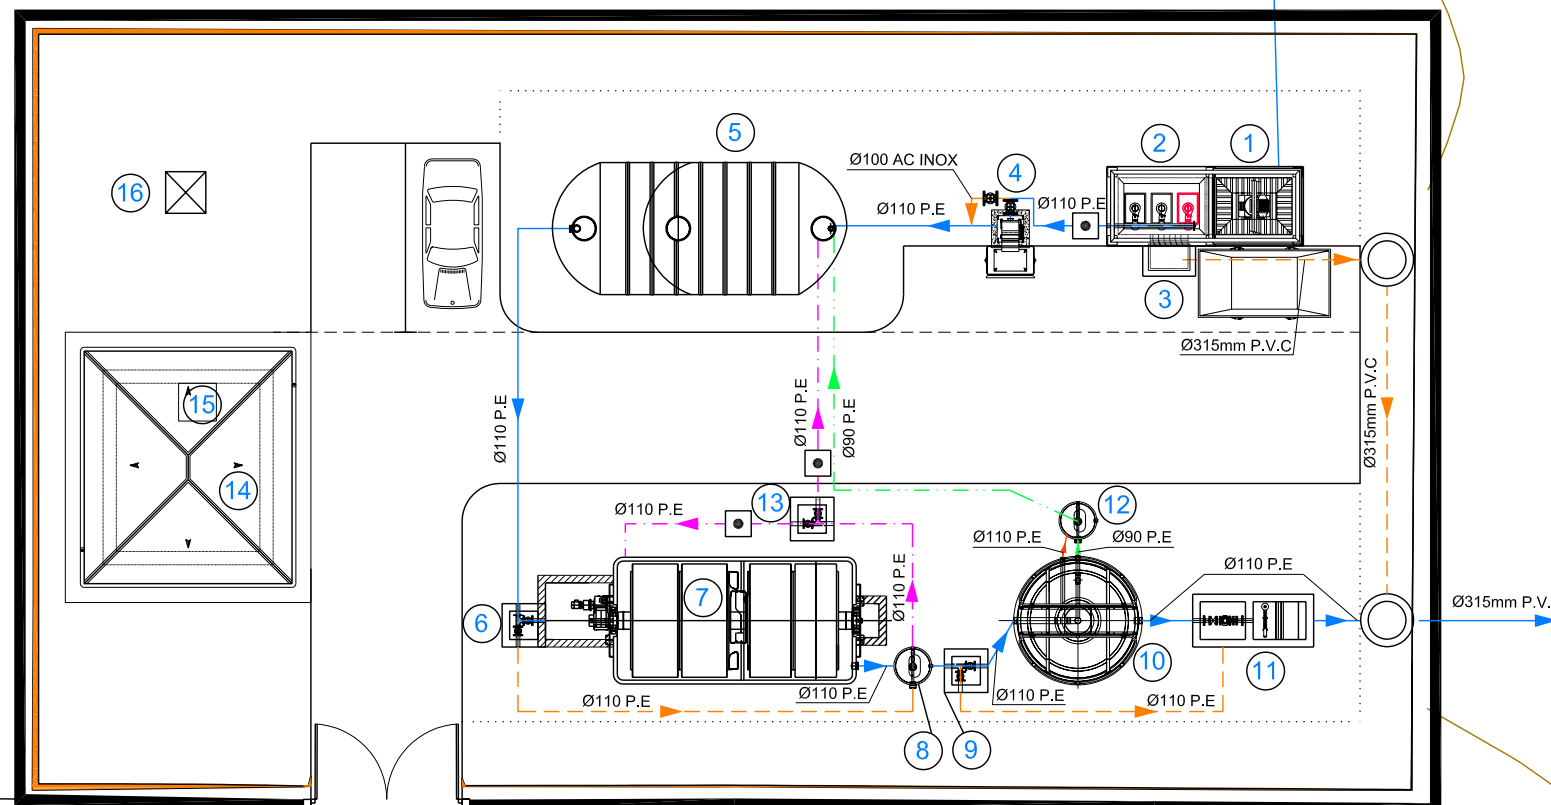 5
2
1
Ø100 AC INOX
4
16
Ø110 P.E
Ø110 P.E
3
Ø315mm P.V.C
15
Ø110 P.E
Ø110 P.E
Ø90 P.E
Ø315mm P.V.C
14
Ø110 P.E
13
12
Ø110 P.E
Ø90 P.E
Ø110 P.E
Ø110 P.E
7
6
Ø315mm P.V.
10
11
Ø110 P.E
Ø110 P.E
Ø110 P.E
Ø110 P.E
8
9